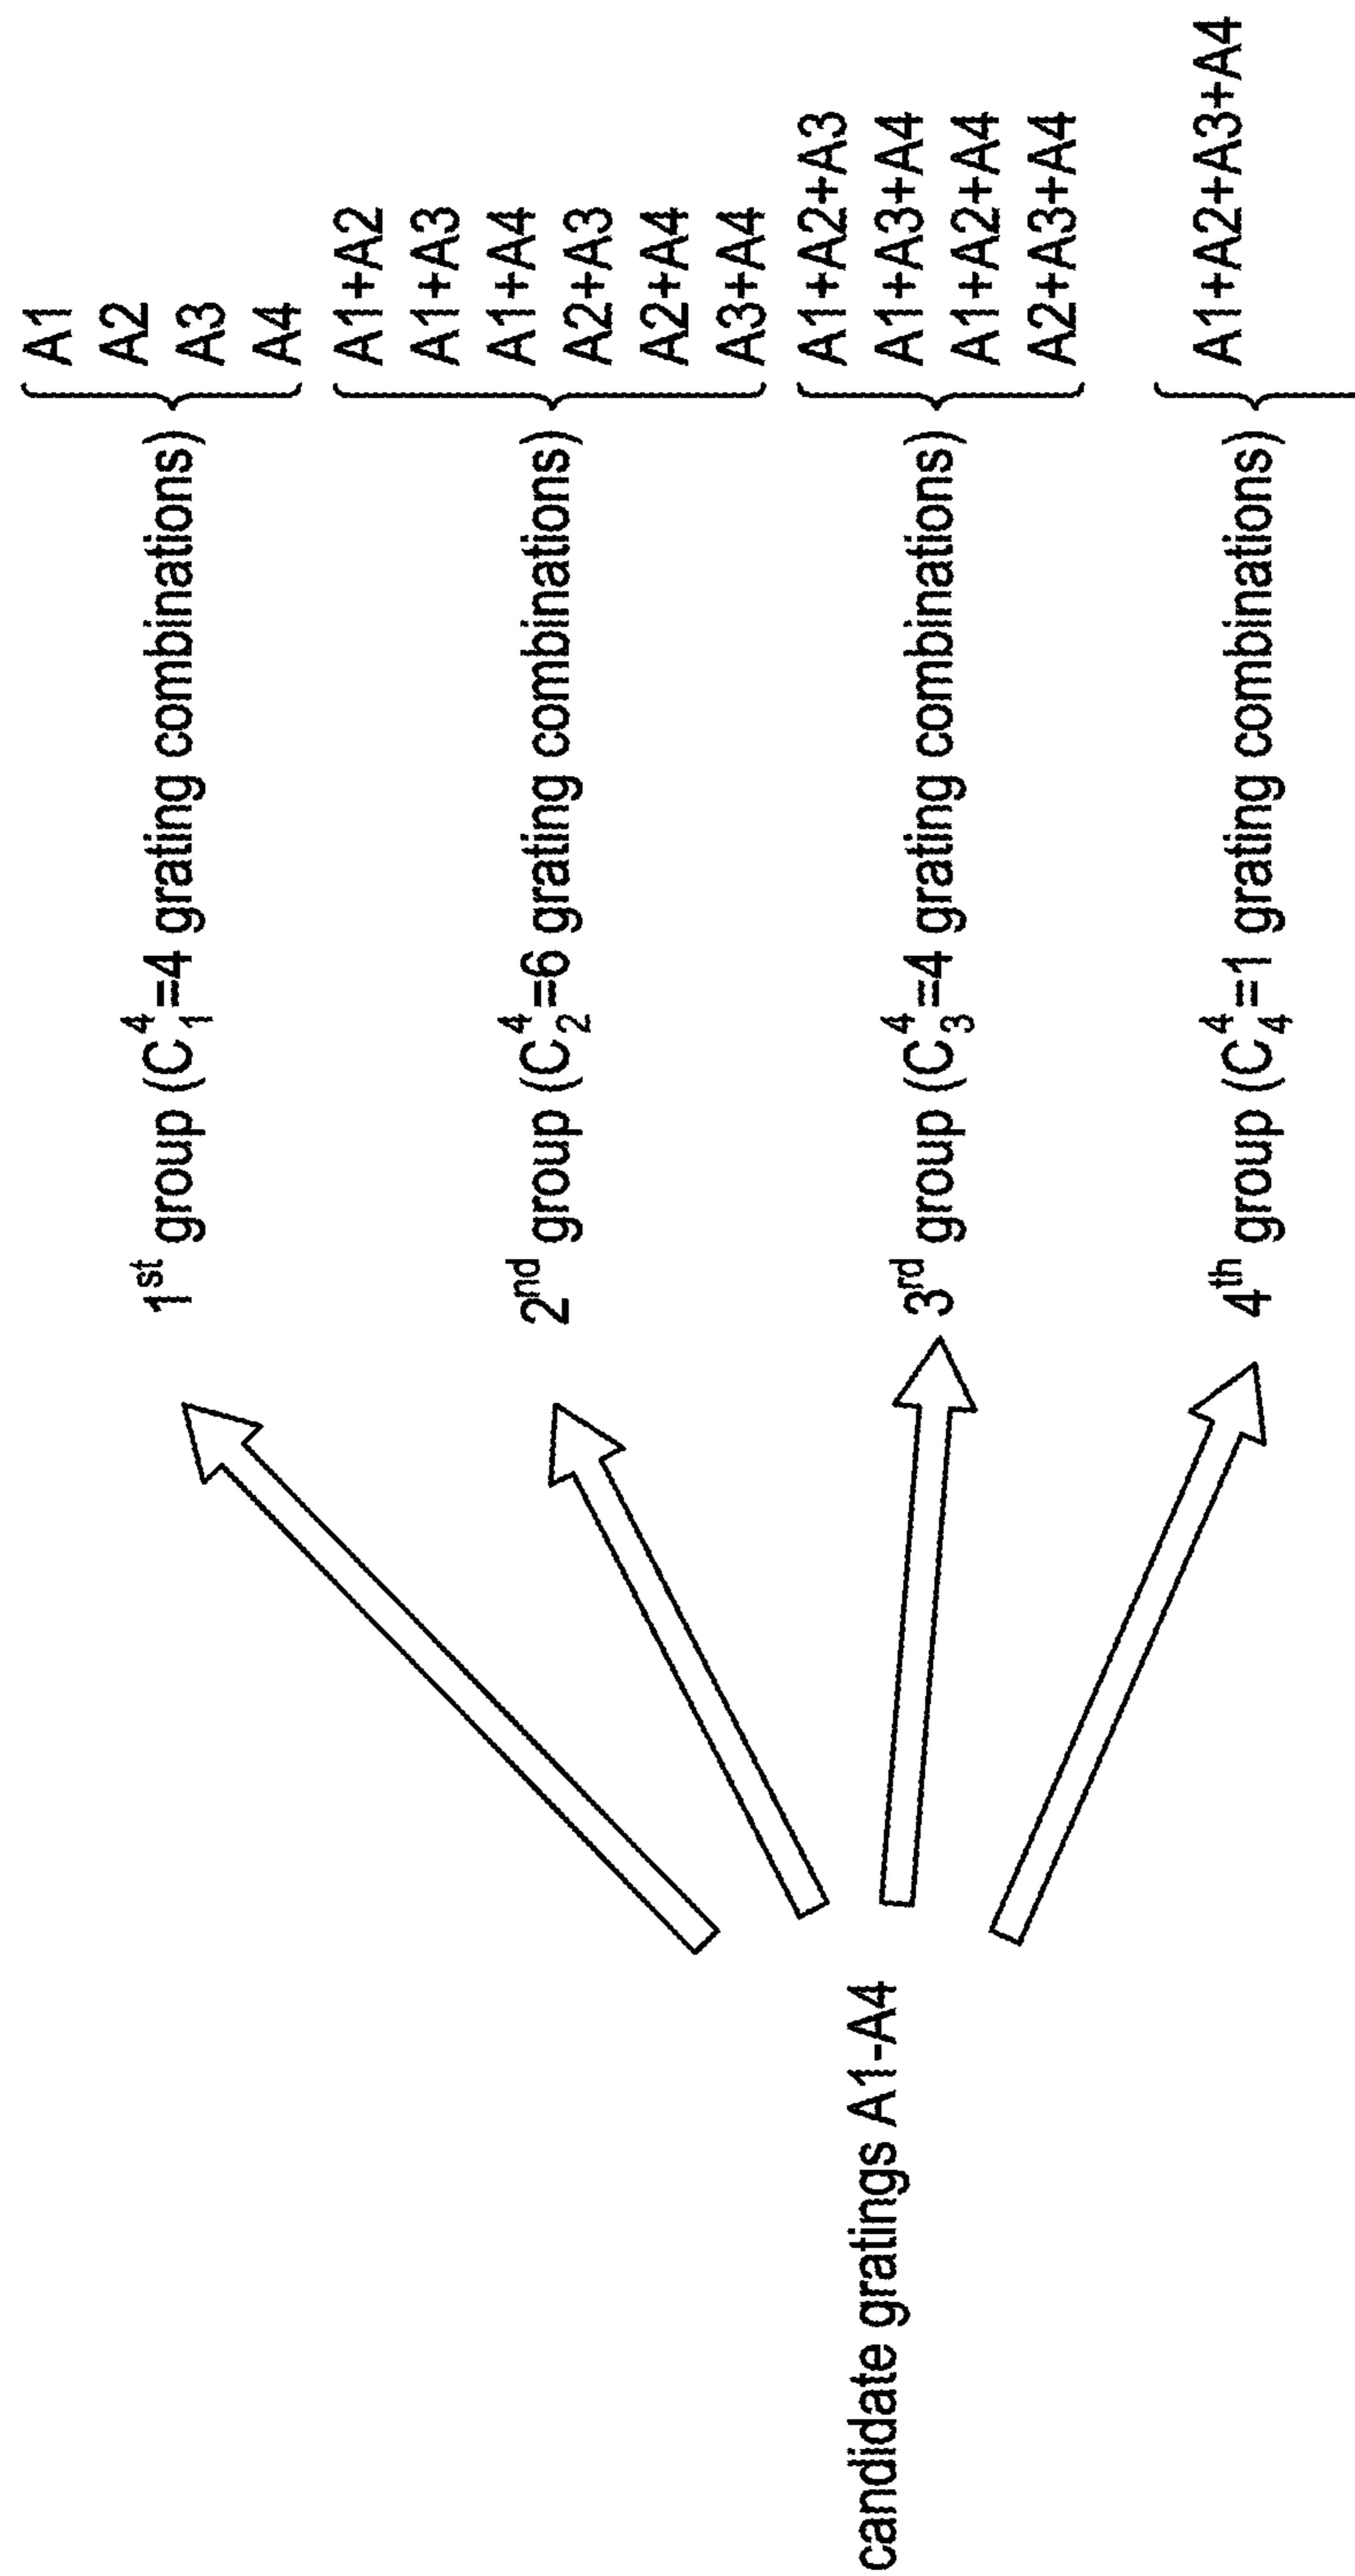 candidate gratings A1-A4
1st group (C⁴₁=4 grating combinations)
A1
A2
A3
A4
2nd group (C⁴₂=6 grating combinations)
A1+A2
A1+A3
A1+A4
A2+A3
A2+A4
A3+A4
3rd group (C⁴₃=4 grating combinations)
A1+A2+A3
A1+A3+A4
A1+A2+A4
A2+A3+A4
4th group (C⁴₄=1 grating combinations)
A1+A2+A3+A4